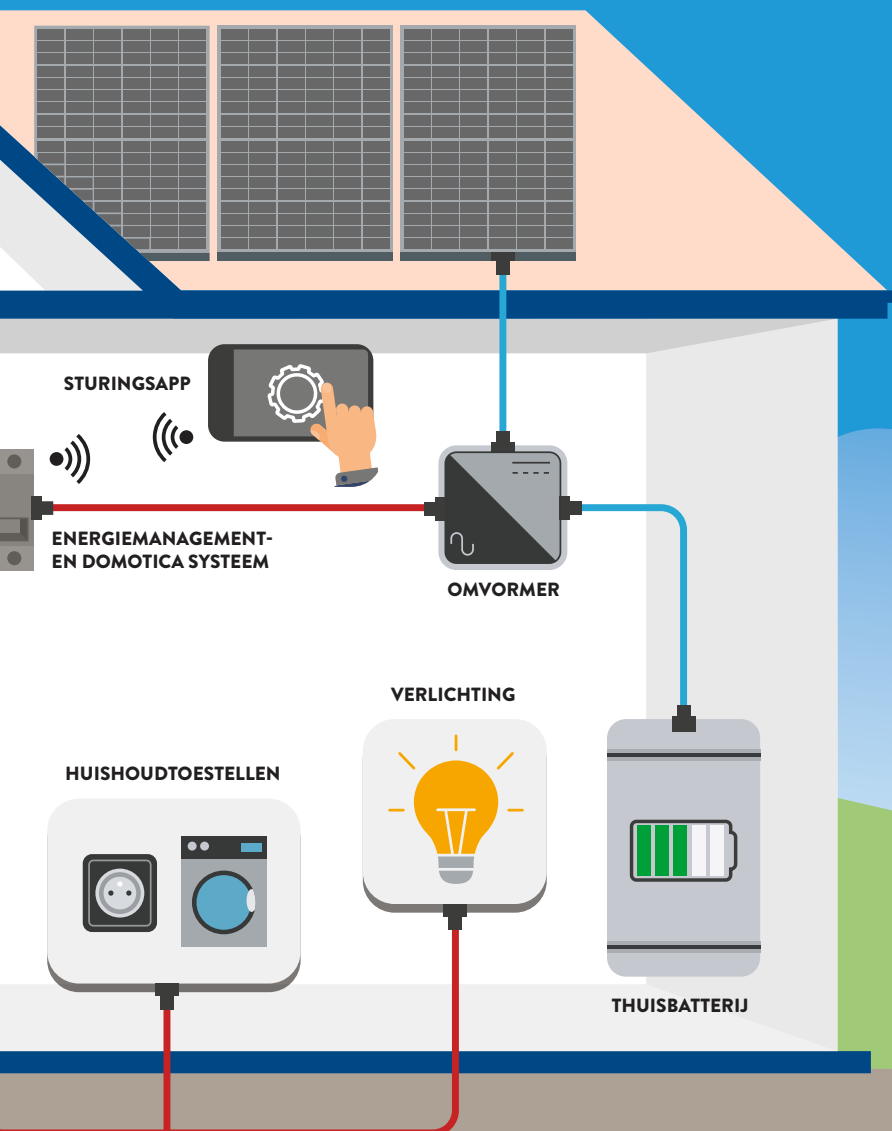 STURINGSAPP
ENERGIEMANAGEMENT-
EN DOMOTICA SYSTEEM
OMVORMER
VERLICHTING
HUISHOUDTOESTELLEN
THUISBATTERIJ